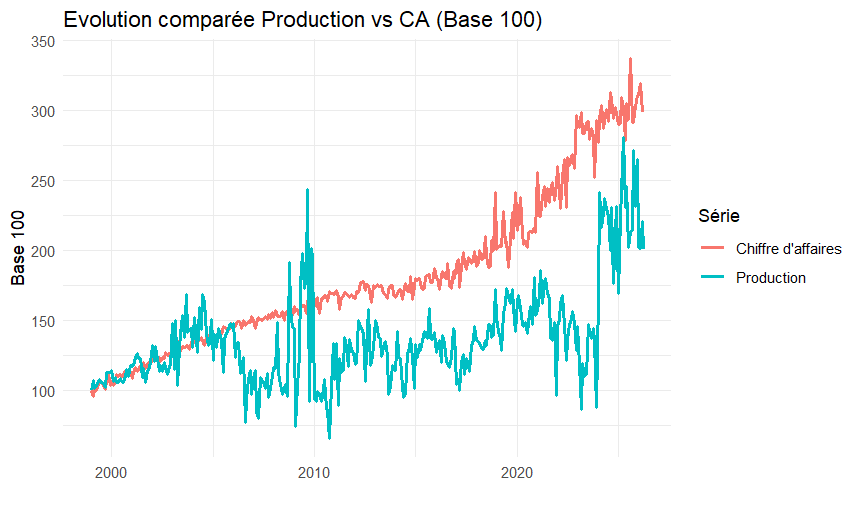 Evolution comparée Production vs CA (Base 100)
350
300
250
200
150
100
Base 100
2000
2010
2020
Série
Chiffre d'affaires
Production